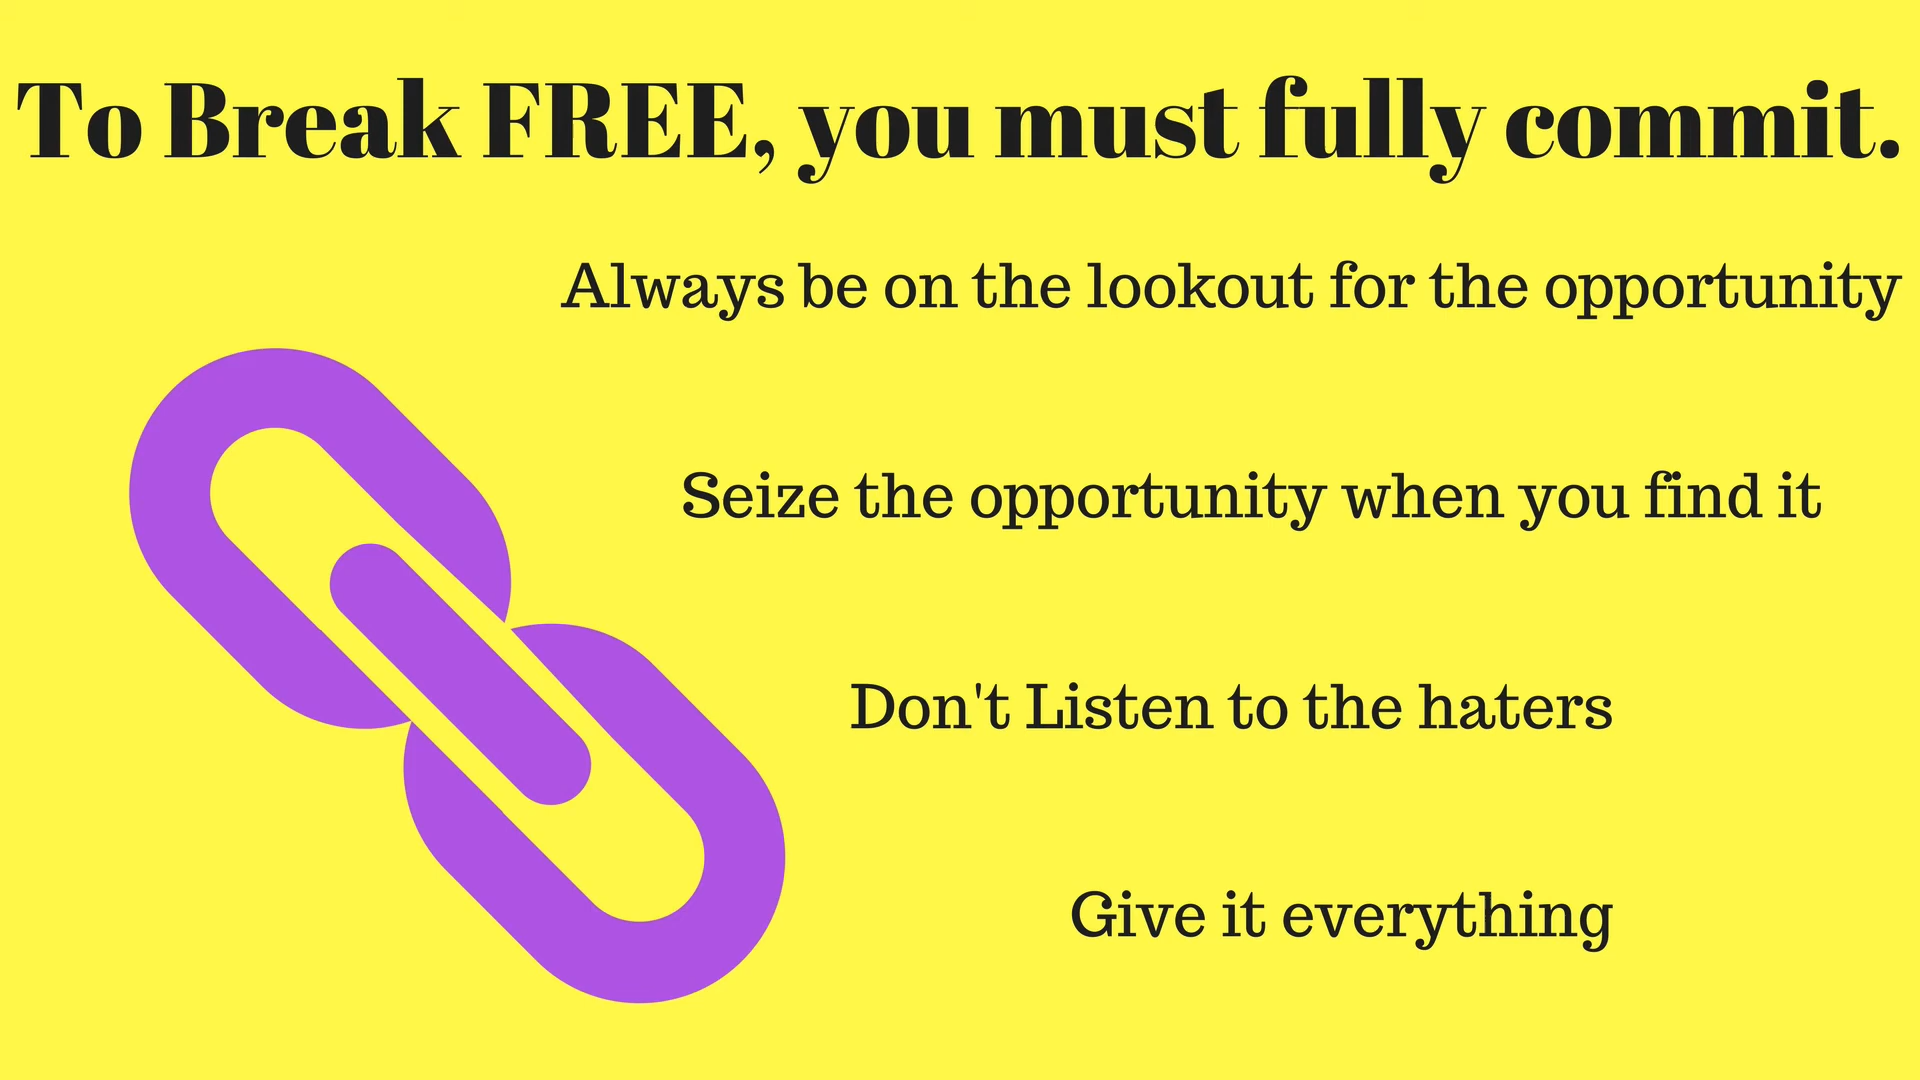 To Break FREE, you must fully commit.
Always be on the lookout for the opportunity
Seize the opportunity when you find it
Don't Listen to the haters
Give it everything